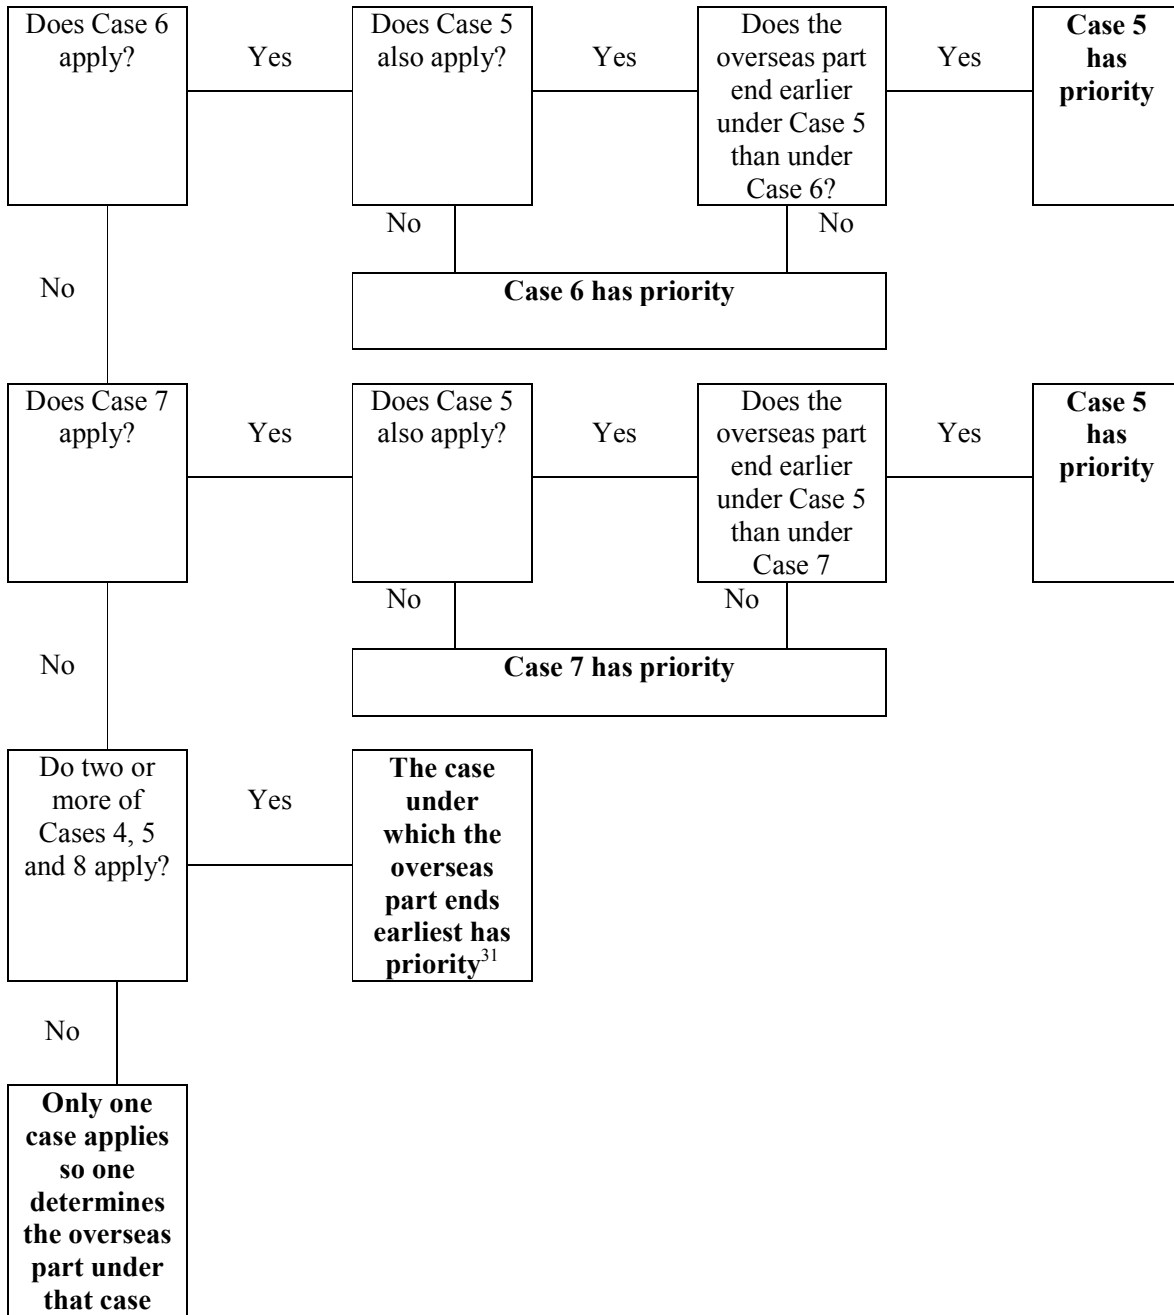 Does Case 6
apply?
Yes
Does Case 5
also apply?
Yes
Does the
overseas part
end earlier
under Case 5
than under
Case 6?
Yes
Case 5
has
priority
No
No
No
Case 6 has priority
Does Case 7
apply?
Yes
Does Case 5
also apply?
Yes
Does the
overseas part
end earlier
under Case 5
than under
Case 7
Yes
Case 5
has
priority
No
No
No
Case 7 has priority
Do two or
more of
Cases 4, 5
and 8 apply?
Yes
The case
under
which the
overseas
part ends
earliest has
priority31
No
Only one
case applies
so one
determines
the overseas
part under
that case